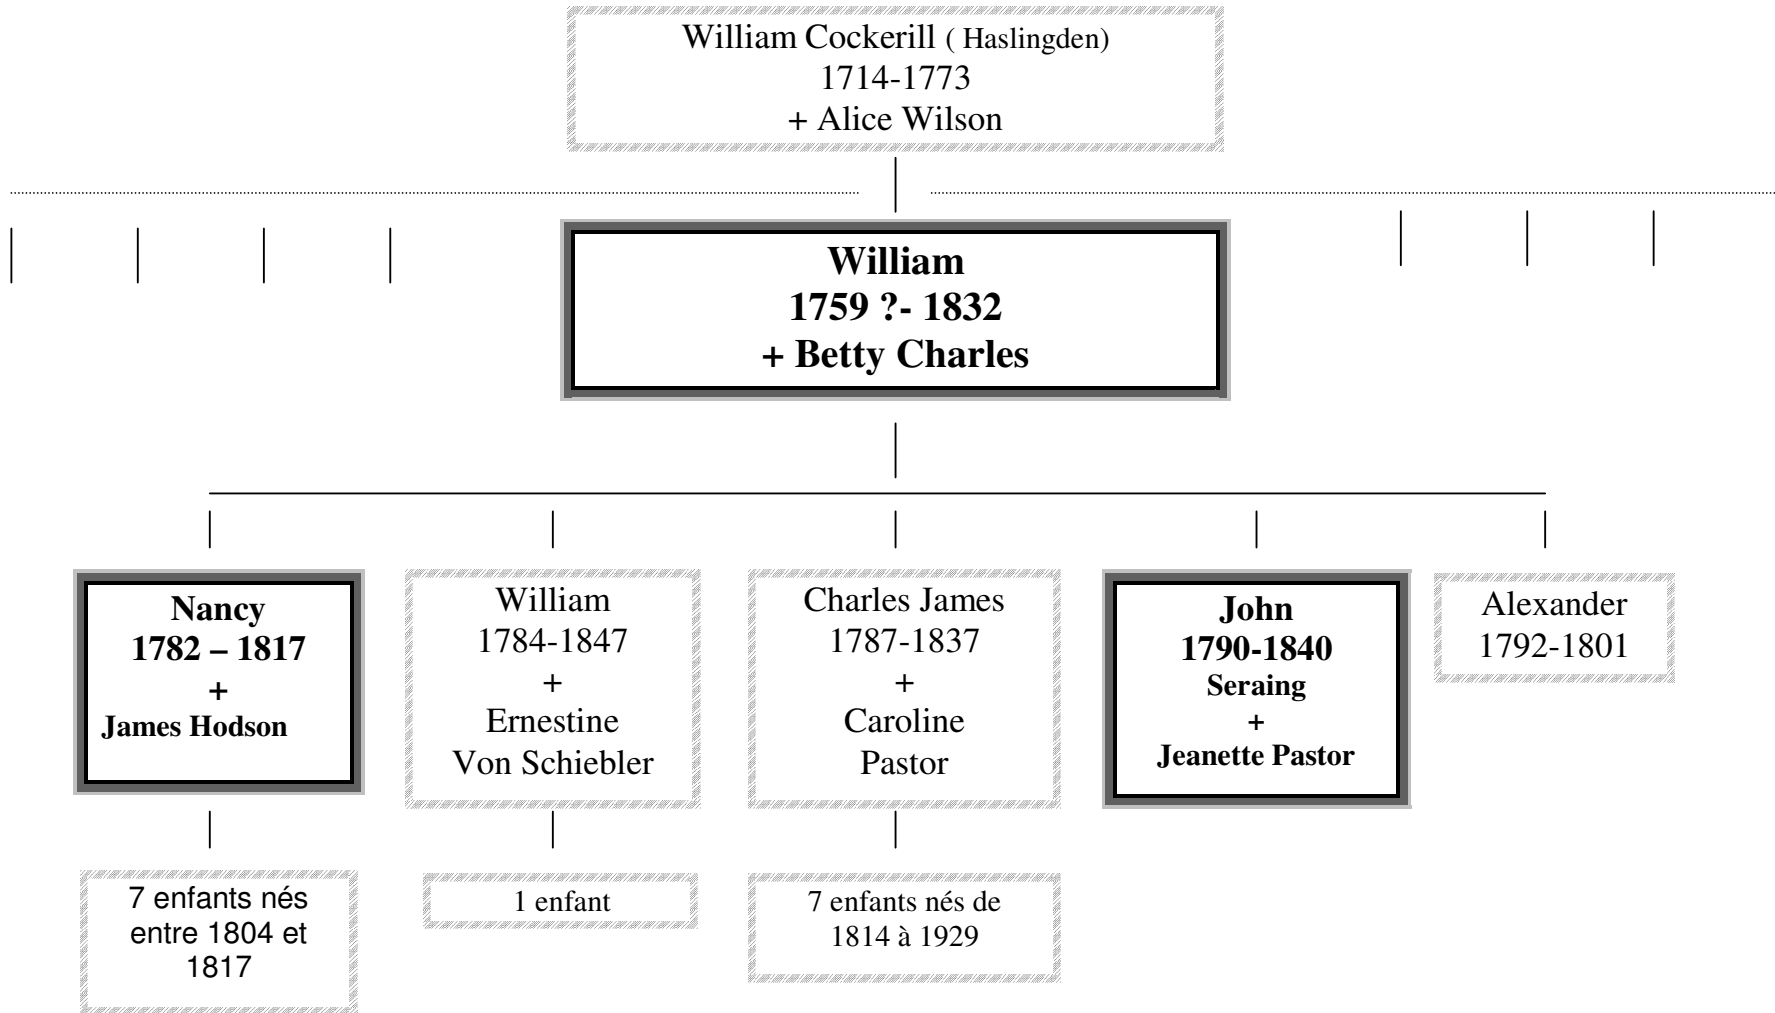 William Cockerill ( Haslingden)
1714-1773
+ Alice Wilson
William
1759 ?- 1832
+ Betty Charles
Nancy
1782 – 1817
+
James Hodson
William
1784-1847
+
Ernestine
Von Schiebler
Charles James
1787-1837
+
Caroline
Pastor
John
1790-1840
Seraing
+
Jeanette Pastor
Alexander
1792-1801
7 enfants nés
entre 1804 et
1817
1 enfant
7 enfants nés de
1814 à 1929